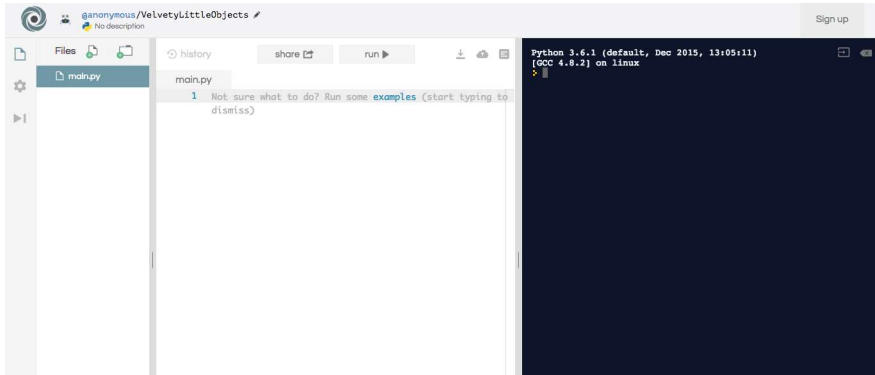 @anonymous/VelvetyLittleObjects
No description
Sign up
Files
main.py
history
share
run
main.py
1 Not sure what to do? Run some examples (start typing to
dismiss)
Python 3.6.1 (default, Dec 2015, 13:05:11)
[GCC 4.8.2] on linux